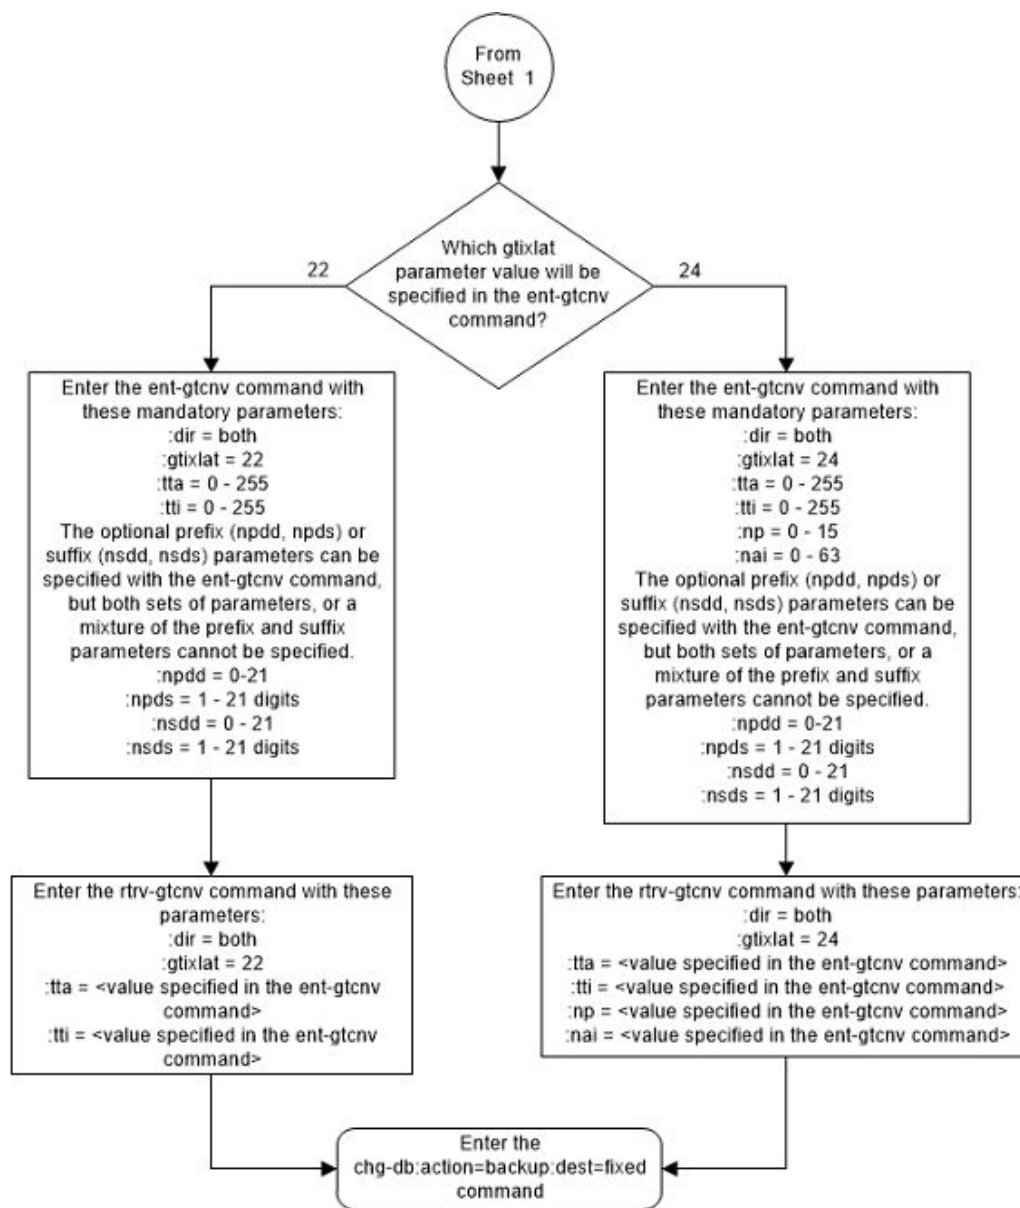 From
Sheet 1
Which gtixlat
parameter value will be
specified in the ent-gtcnv
command?
22
24
Enter the ent-gtcnv command with
these mandatory parameters:
:dir = both
:gtixlat = 22
:tta = 0 - 255
:tti = 0 - 255
The optional prefix (npdd, npds) or
suffix (nsdd, nsds) parameters can be
specified with the ent-gtcnv command,
but both sets of parameters, or a
mixture of the prefix and suffix
parameters cannot be specified.
:npdd = 0-21
:npds = 1 - 21 digits
:nsdd = 0 - 21
:nsds = 1 - 21 digits
Enter the ent-gtcnv command with
these mandatory parameters:
:dir = both
:gtixlat = 24
:tta = 0 - 255
:tti = 0 - 255
:np = 0 - 15
:nai = 0 - 63
The optional prefix (npdd, npds) or
suffix (nsdd, nsds) parameters can be
specified with the ent-gtcnv command,
but both sets of parameters, or a
mixture of the prefix and suffix
parameters cannot be specified.
:npdd = 0-21
:npds = 1 - 21 digits
:nsdd = 0 - 21
:nsds = 1 - 21 digits
Enter the rtrv-gtcnv command with these
parameters:
:dir = both
:gtixlat = 22
:tta = <value specified in the ent-gtcnv
command>
:tti = <value specified in the ent-gtcnv
command>
Enter the rtrv-gtcnv command with these parameters:
:dir = both
:gtixlat = 24
:tta = <value specified in the ent-gtcnv command>
:tti = <value specified in the ent-gtcnv command>
:np = <value specified in the ent-gtcnv command>
:nai = <value specified in the ent-gtcnv command>
Enter the
chg-db:action=backup:dest=fixed
command